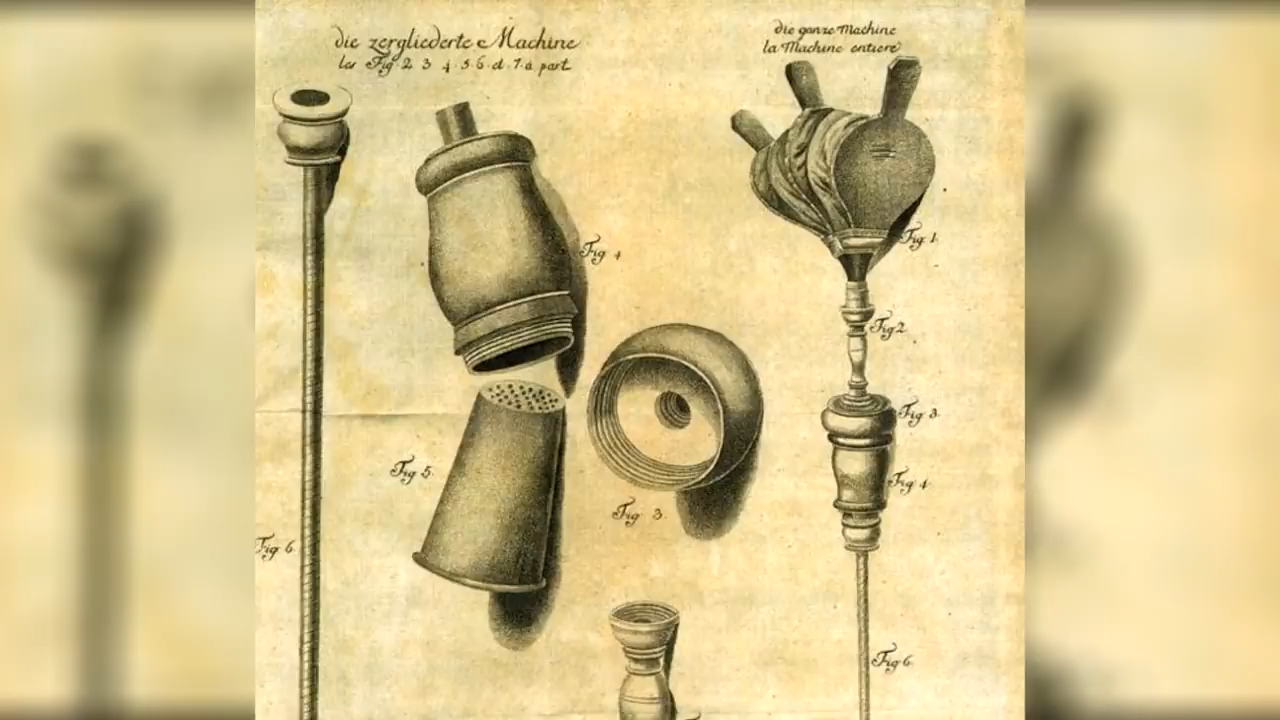 die zergliederte Machine
les Fig. 2 3 4. 5. 6. et. 7. a part
die ganze Machine
la Machine entiere
Fig. 1.
Fig 4
Fig 2.
Fig 3.
Fig 5.
Fig 4.
Fig 3.
Fig 6.
Fig 6.